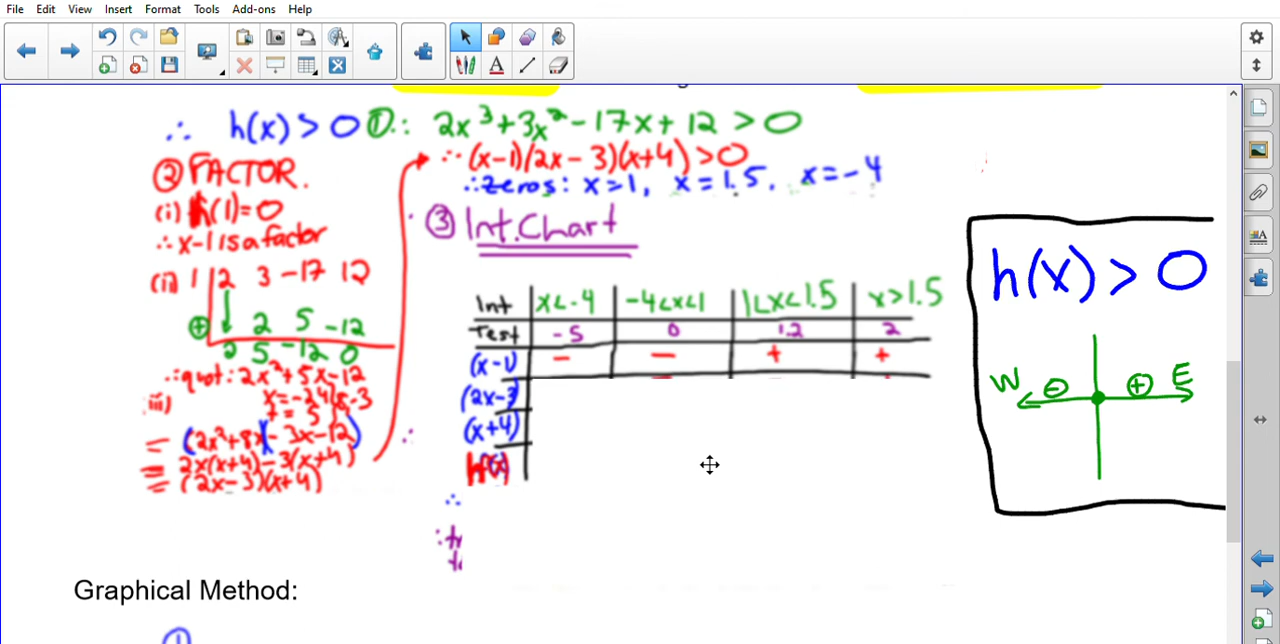 File Edit View Insert Format Tools Add-ons Help
∴ h(x) > 0 ①∴ 2x³+3x²-17x+12 > 0
② FACTOR.
(i) h(1)=0
∴ x-1 is a factor
(ii) 1 2 3 -17 12
⊕ 2 5 -12
2 5 -12 0
∴ quot: 2x²+5x-12
iii) x=-24 8,-3
+= 5
= (2x²+8x)(-3x-12)
= 2x(x+4)-3(x+4)
= (2x-3)(x+4)
∴ (x-1)(2x-3)(x+4)>0
∴ zeros: x=1, x=1.5, x=-4
③ Int. Chart
Int x<-4 -4<x<1 1<x<1.5 x>1.5
Test -5 0 1.2 2
(x-1) − − + +
(2x-3)
(x+4)
h(x)
∴
h(x) > 0
W ⊖ ⊕ E
Graphical Method: